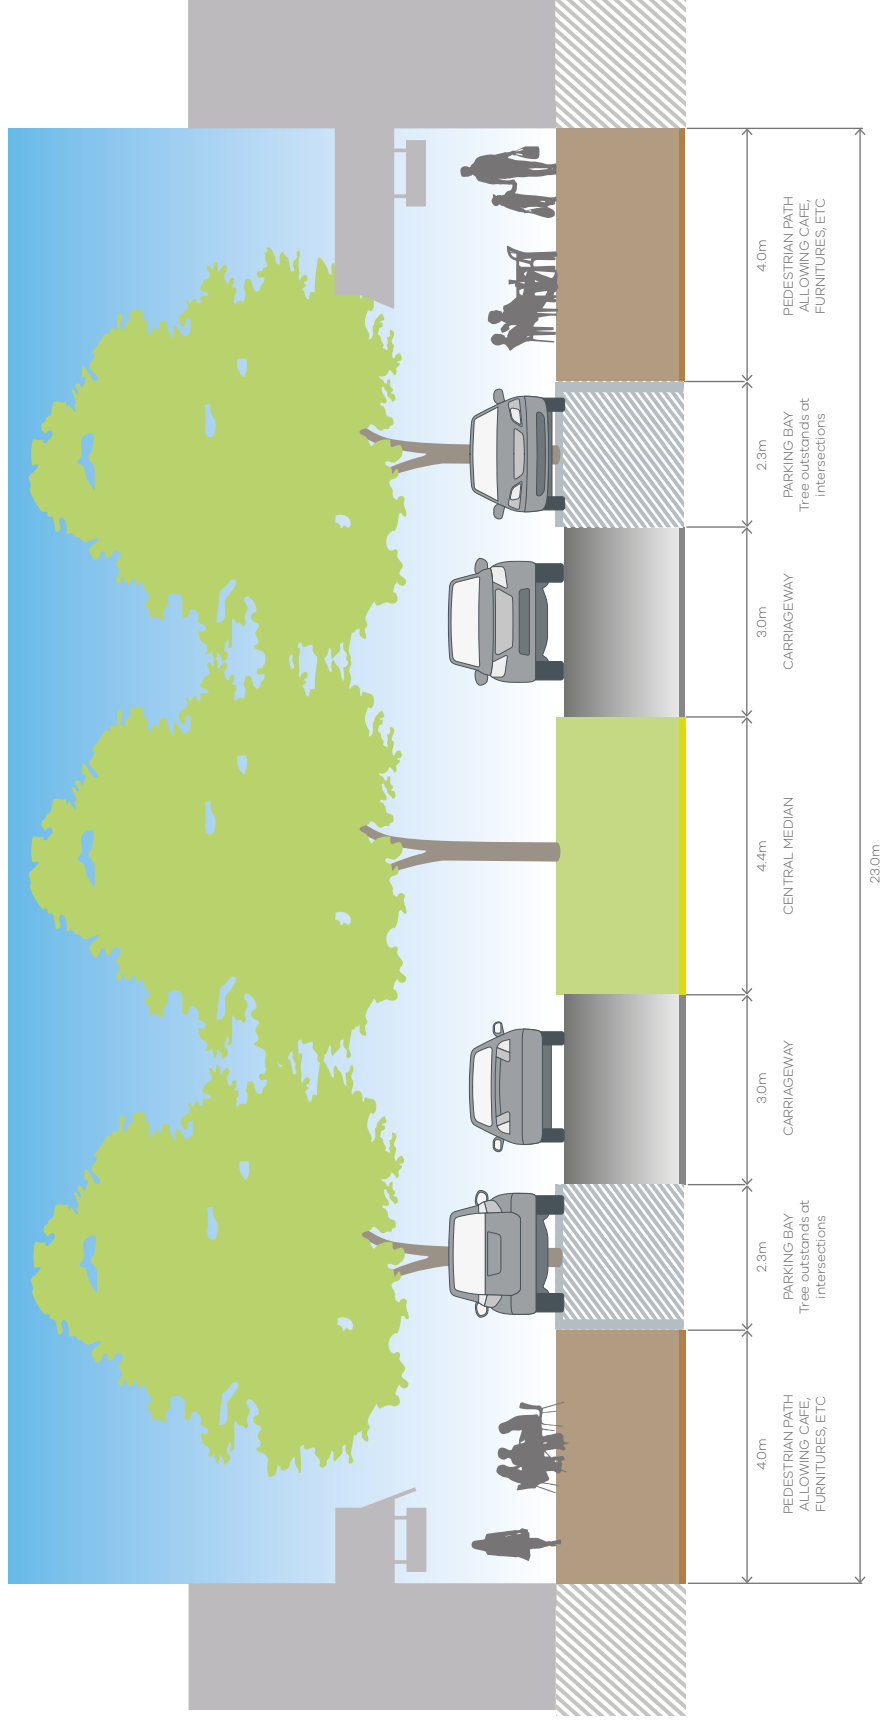 4.0m
PEDESTRIAN PATH
ALLOWING CAFE,
FURNITURES, ETC
2.3m
PARKING BAY
Tree outstands at
intersections
3.0m
CARRIAGEWAY
4.4m
CENTRAL MEDIAN
3.0m
CARRIAGEWAY
2.3m
PARKING BAY
Tree outstands at
intersections
4.0m
PEDESTRIAN PATH
ALLOWING CAFE,
FURNITURES, ETC
23.0m